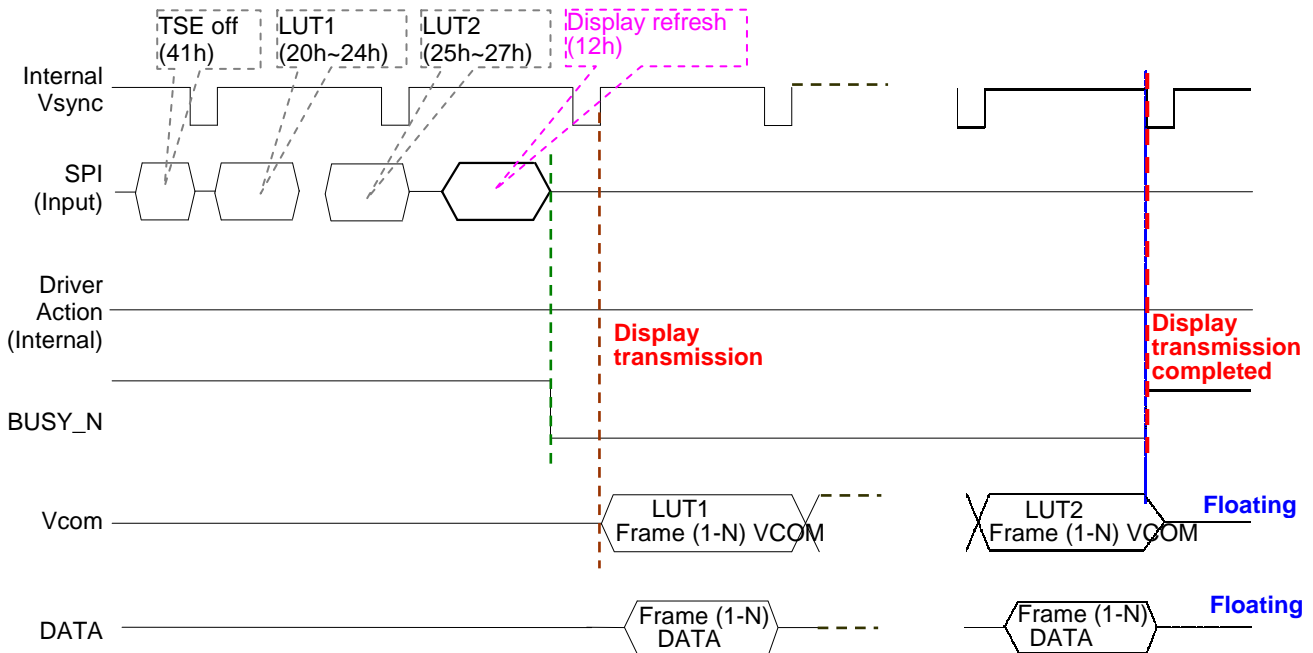 TSE off
(41h)
LUT1
(20h~24h)
LUT2
(25h~27h)
Display refresh
(12h)
Internal
Vsync
SPI
(Input)
Driver
Action
(Internal)
Display
transmission
Display
transmission
completed
BUSY_N
Vcom
LUT1
Frame (1-N) VCOM
LUT2
Frame (1-N) VCOM
Floating
DATA
Frame (1-N)
DATA
Frame (1-N)
DATA
Floating